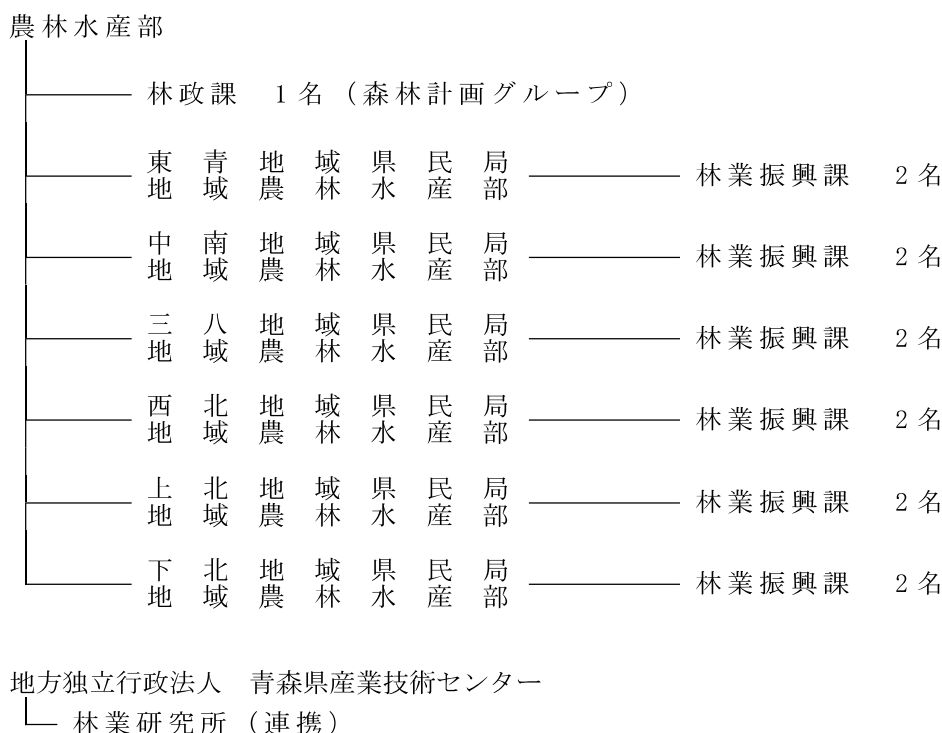 農林水産部
林政課　1名（森林計画グループ）
東青地域県民局
地域農林水産部　林業振興課　2名
中南地域県民局
地域農林水産部　林業振興課　2名
三八地域県民局
地域農林水産部　林業振興課　2名
西北地域県民局
地域農林水産部　林業振興課　2名
上北地域県民局
地域農林水産部　林業振興課　2名
下北地域県民局
地域農林水産部　林業振興課　2名
地方独立行政法人　青森県産業技術センター
林業研究所（連携）